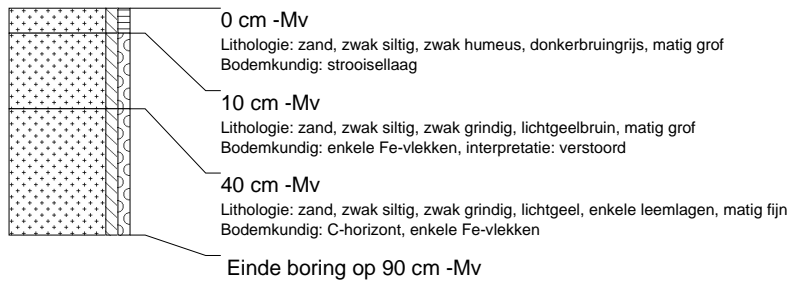 0 cm -Mv
Lithologie: zand, zwak siltig, zwak humeus, donkerbruingrijs, matig grof
Bodemkundig: strooisellaag
10 cm -Mv
Lithologie: zand, zwak siltig, zwak grindig, lichtgeelbruin, matig grof
Bodemkundig: enkele Fe-vlekken, interpretatie: verstoord
40 cm -Mv
Lithologie: zand, zwak siltig, zwak grindig, lichtgeel, enkele leemlagen, matig fijn
Bodemkundig: C-horizont, enkele Fe-vlekken
Einde boring op 90 cm -Mv